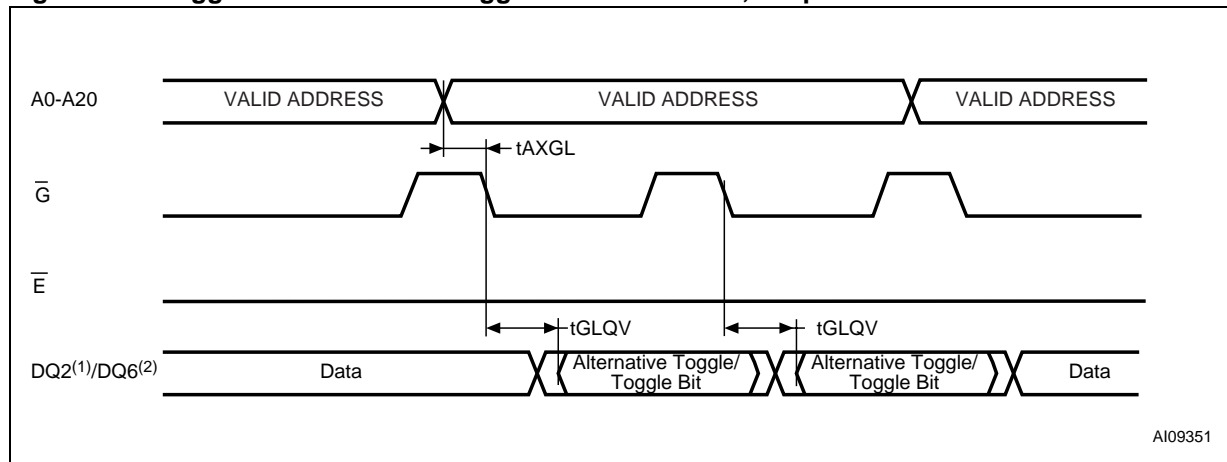 A0-A20 VALID ADDRESS VALID ADDRESS VALID ADDRESS
tAXGL
G
E
tGLQV tGLQV
DQ2(1)/DQ6(2) Data Alternative Toggle/ Toggle Bit Alternative Toggle/ Toggle Bit Data
AI09351